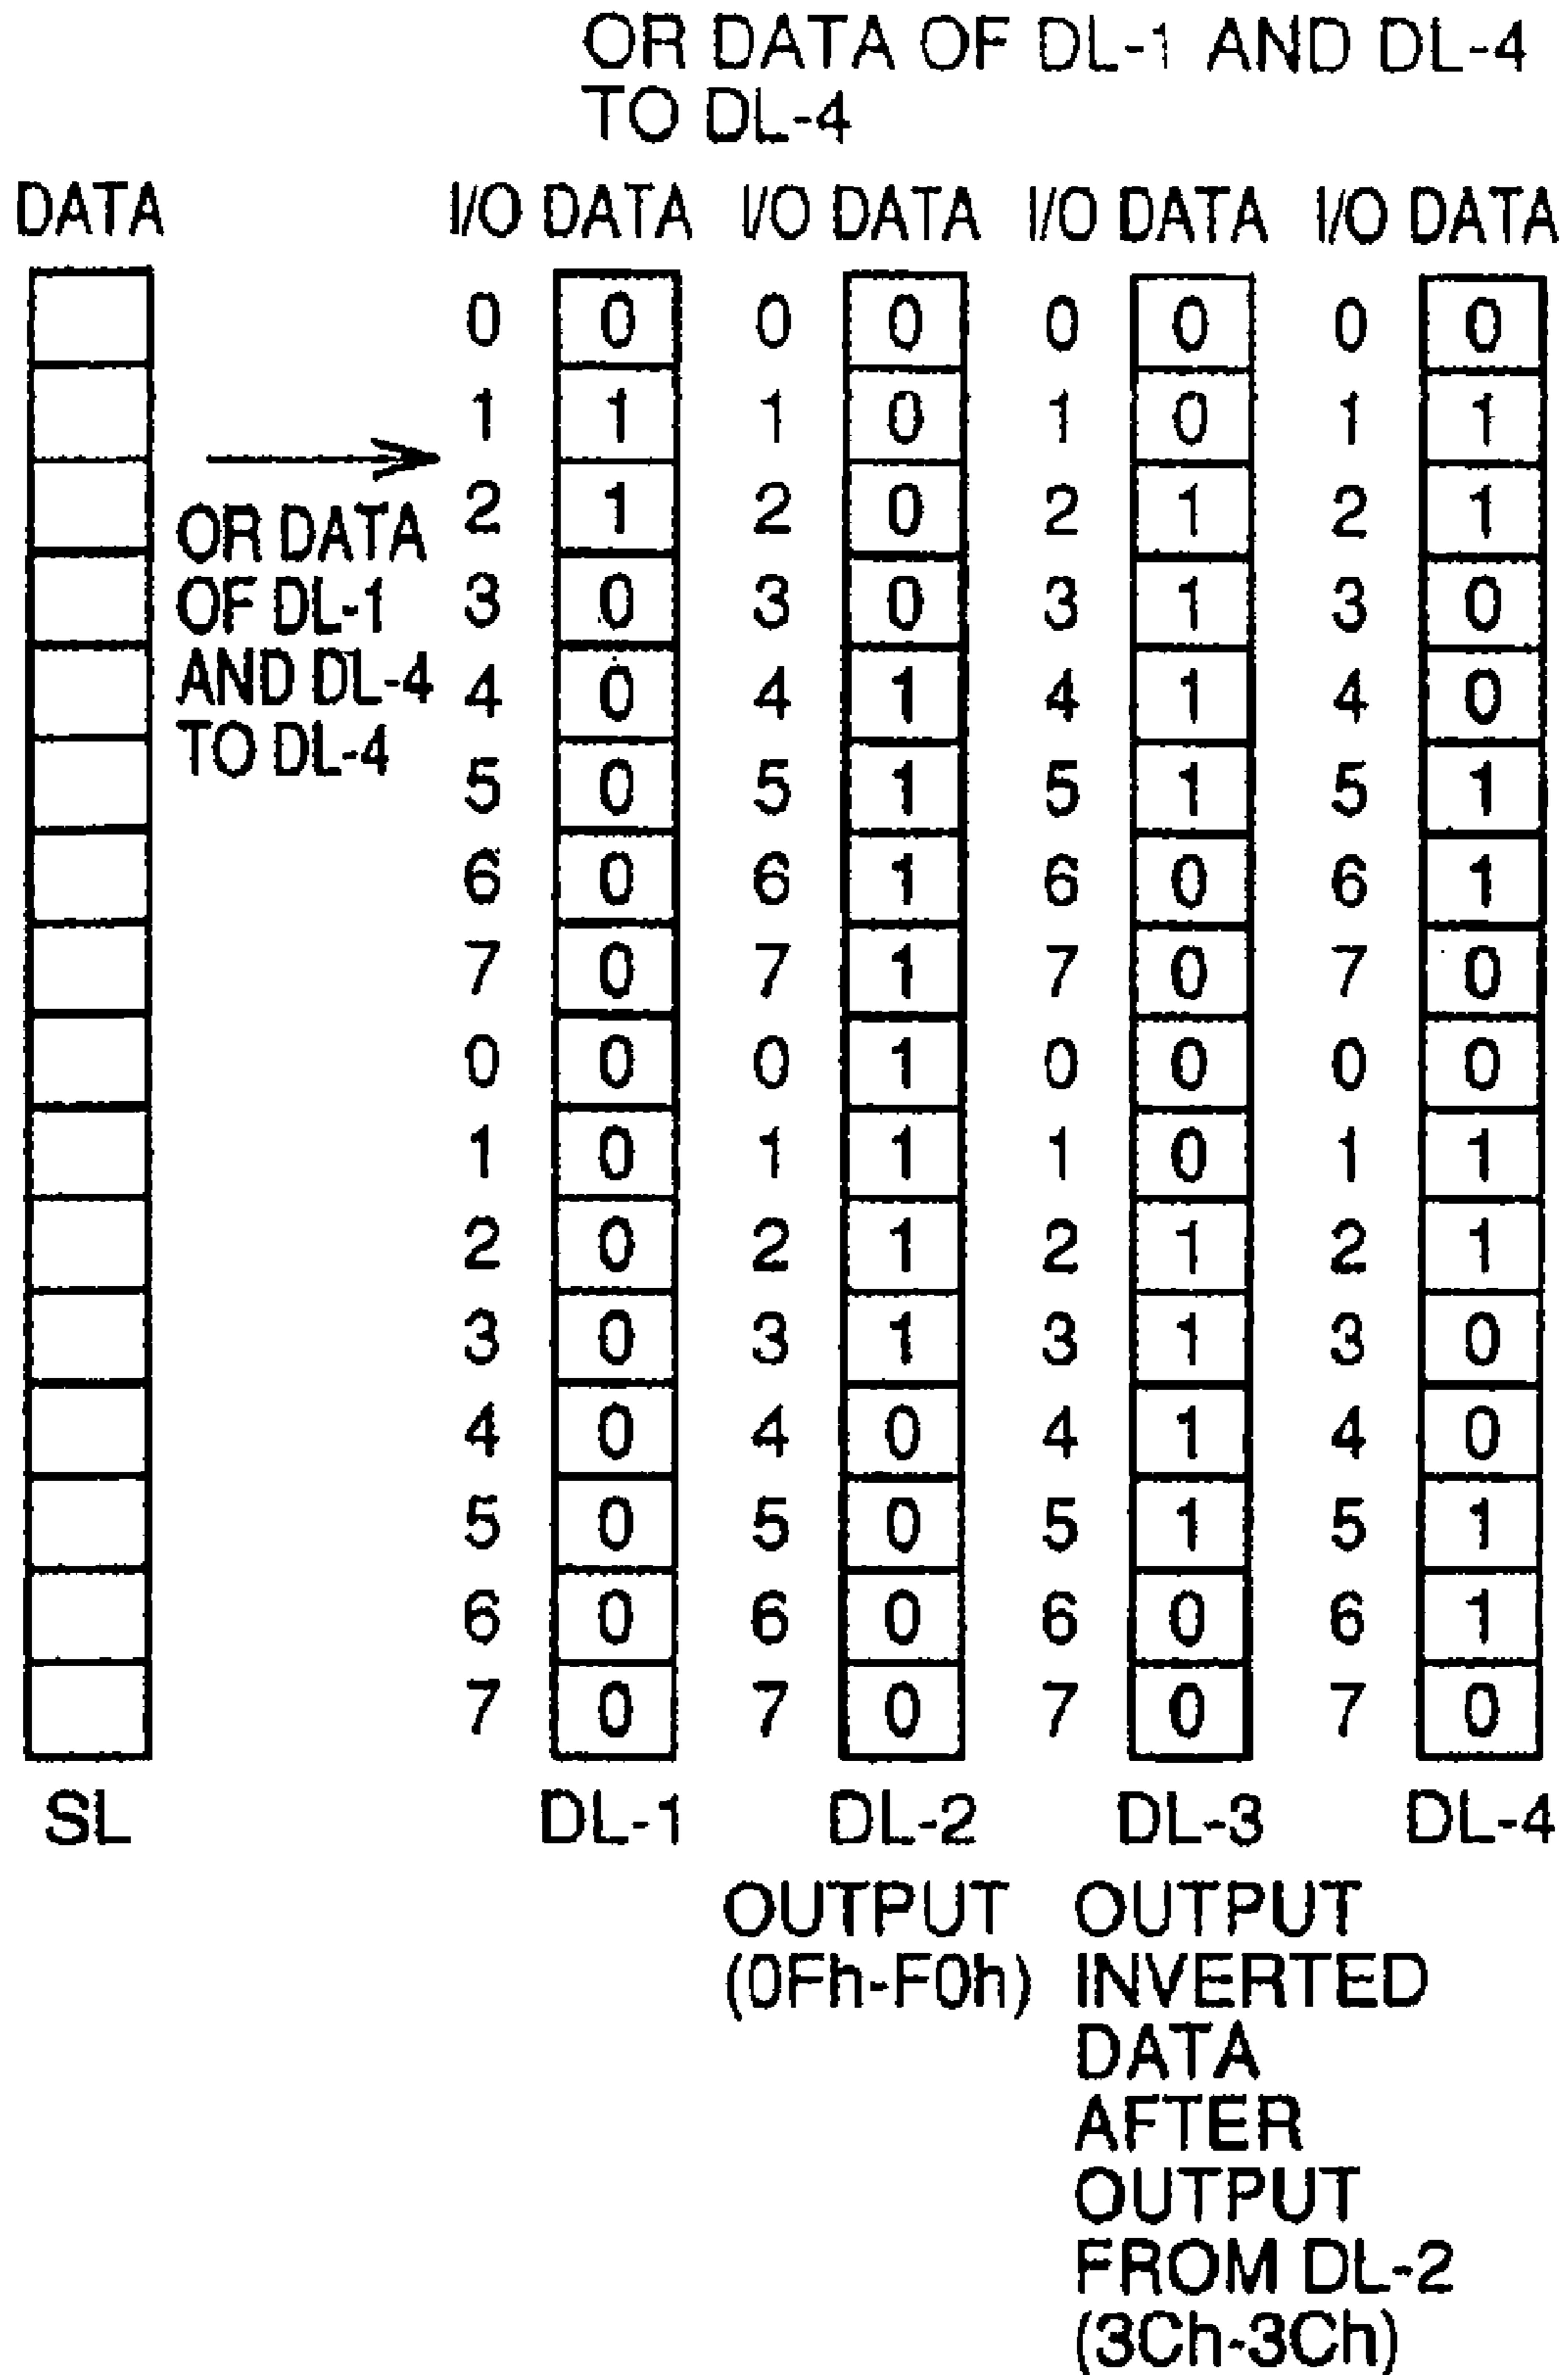 OR DATA OF DL-1 AND DL-4
TO DL-4
DATA I/O DATA I/O DATA I/O DATA I/O DATA
0 0 0 0 0 0 0 0
1 1 1 0 1 0 1 1
2 1 2 0 2 1 2 1
OR DATA
OF DL-1
AND DL-4
TO DL-4
3 0 3 0 3 1 3 0
4 0 4 1 4 1 4 0
5 0 5 1 5 1 5 1
6 0 6 1 6 0 6 1
7 0 7 1 7 0 7 0
0 0 0 1 0 0 0 0
1 0 1 1 1 0 1 1
2 0 2 1 2 1 2 1
3 0 3 1 3 1 3 0
4 0 4 0 4 1 4 0
5 0 5 0 5 1 5 1
6 0 6 0 6 0 6 1
7 0 7 0 7 0 7 0
SL DL-1 DL-2 DL-3 DL-4
OUTPUT
(0Fh-F0h)
OUTPUT
INVERTED
DATA
AFTER
OUTPUT
FROM DL-2
(3Ch-3Ch)